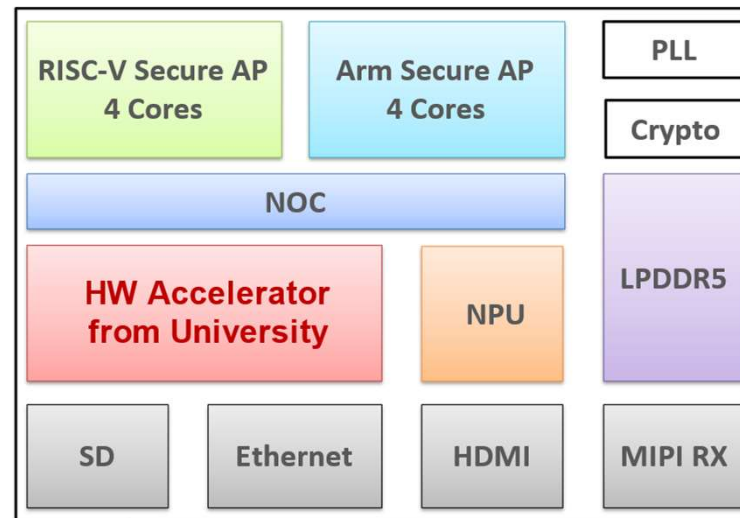 RISC-V Secure AP
4 Cores
Arm Secure AP
4 Cores
PLL
Crypto
NOC
HW Accelerator
from University
NPU
LPDDR5
SD
Ethernet
HDMI
MIPI RX